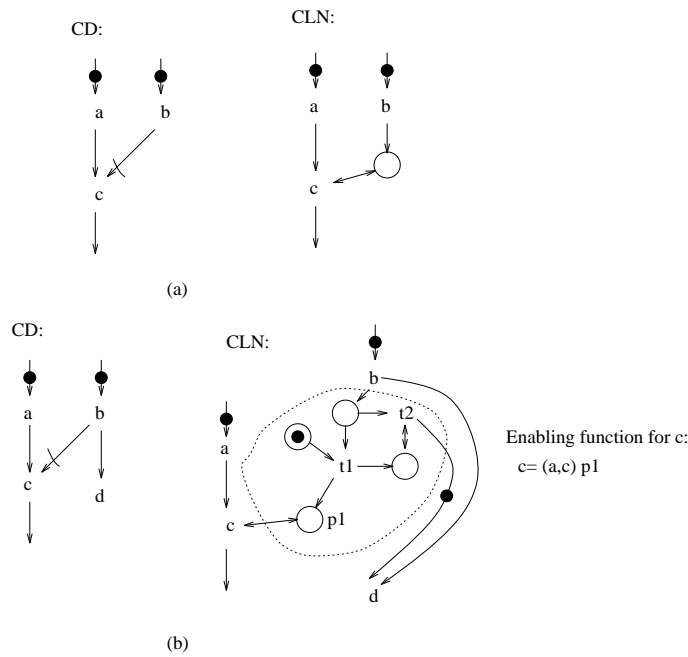 CD:
CLN:
a
b
a
b
c
c
(a)
CD:
CLN:
b
a
b
t2
a
Enabling function for c:
c= (a,c) p1
c
d
t1
c
p1
d
(b)